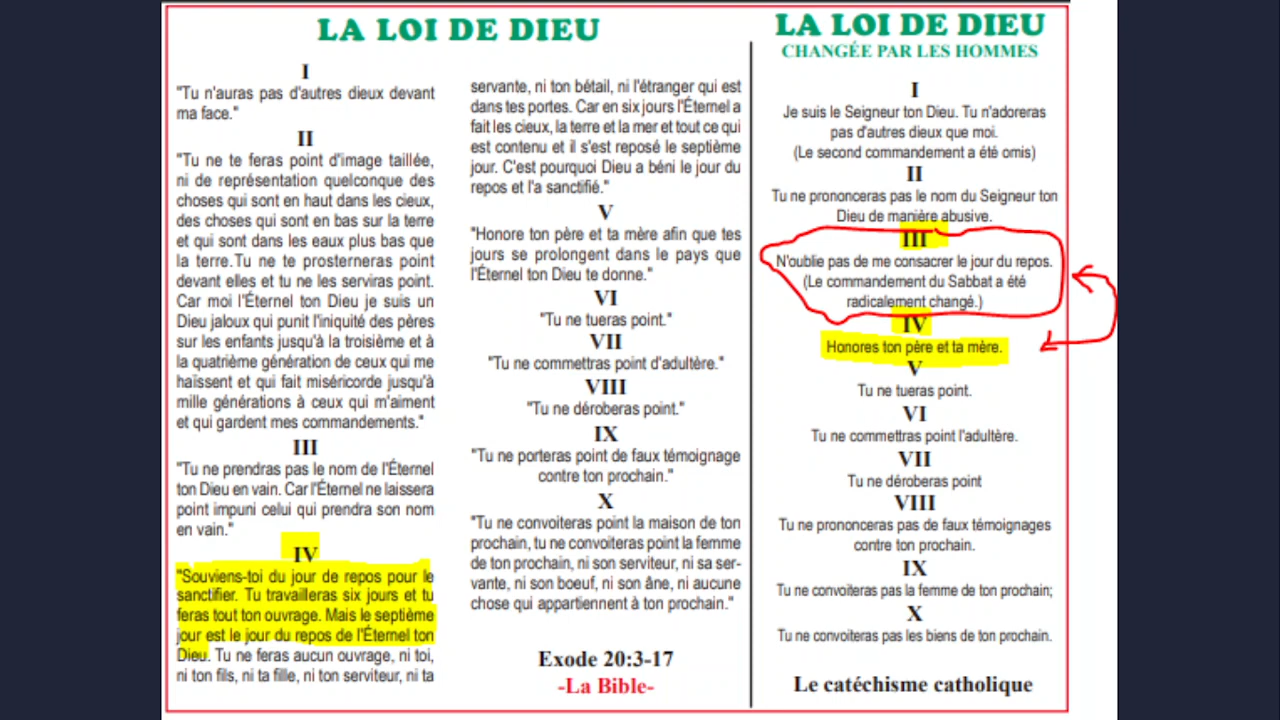 LA LOI DE DIEU
I
"Tu n'auras pas d'autres dieux devant
ma face."
II
"Tu ne te feras point d'image taillée,
ni de représentation quelconque des
choses qui sont en haut dans les cieux,
des choses qui sont en bas sur la terre
et qui sont dans les eaux plus bas que
la terre.Tu ne te prosterneras point
devant elles et tu ne les serviras point.
Car moi l'Éternel ton Dieu je suis un
Dieu jaloux qui punit l'iniquité des pères
sur les enfants jusqu'à la troisième et à
la quatrième génération de ceux qui me
haïssent et qui fait miséricorde jusqu'à
mille générations à ceux qui m'aiment
et qui gardent mes commandements."
III
"Tu ne prendras pas le nom de l'Éternel
ton Dieu en vain. Car l'Éternel ne laissera
point impuni celui qui prendra son nom
en vain."
IV
"Souviens-toi du jour de repos pour le
sanctifier. Tu travailleras six jours et tu
feras tout ton ouvrage. Mais le septième
jour est le jour du repos de l'Éternel ton
Dieu. Tu ne feras aucun ouvrage, ni toi,
ni ton fils, ni ta fille, ni ton serviteur, ni ta
servante, ni ton bétail, ni l'étranger qui est
dans tes portes. Car en six jours l'Éternel a
fait les cieux, la terre et la mer et tout ce qui
est contenu et il s'est reposé le septième
jour. C'est pourquoi Dieu a béni le jour du
repos et l'a sanctifié."
V
"Honore ton père et ta mère afin que tes
jours se prolongent dans le pays que
l'Éternel ton Dieu te donne."
VI
"Tu ne tueras point."
VII
"Tu ne commettras point d'adultère."
VIII
"Tu ne déroberas point."
IX
"Tu ne porteras point de faux témoignage
contre ton prochain."
X
"Tu ne convoiteras point la maison de ton
prochain, tu ne convoiteras point la femme
de ton prochain, ni son serviteur, ni sa ser-
vante, ni son boeuf, ni son âne, ni aucune
chose qui appartiennent à ton prochain."
Exode 20:3-17
-La Bible-
LA LOI DE DIEU
CHANGÉE PAR LES HOMMES
I
Je suis le Seigneur ton Dieu. Tu n'adoreras
pas d'autres dieux que moi.
(Le second commandement a été omis)
II
Tu ne prononceras pas le nom du Seigneur ton
Dieu de manière abusive.
III
N'oublie pas de me consacrer le jour du repos.
(Le commandement du Sabbat a été
radicalement changé.)
IV
Honores ton père et ta mère.
V
Tu ne tueras point.
VI
Tu ne commettras point l'adultère.
VII
Tu ne déroberas point
VIII
Tu ne prononceras pas de faux témoignages
contre ton prochain.
IX
Tu ne convoiteras pas la femme de ton prochain;
X
Tu ne convoiteras pas les biens de ton prochain.
Le catéchisme catholique